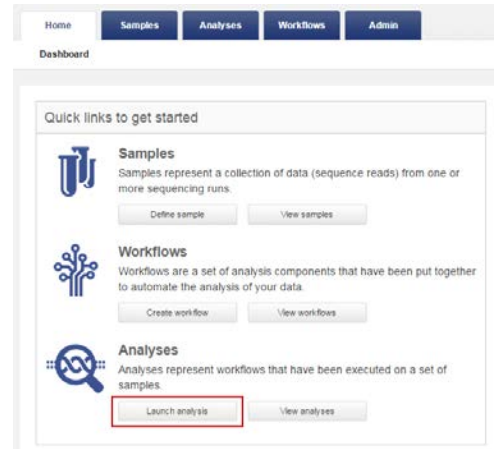 Home Samples Analyses Workflows Admin
Dashboard
Quick links to get started
Samples
Samples represent a collection of data (sequence reads) from one or
more sequencing runs.
Define sample View samples
Workflows
Workflows are a set of analysis components that have been put together
to automate the analysis of your data.
Create workflow View workflows
Analyses
Analyses represent workflows that have been executed on a set of
samples.
Launch analysis View analyses